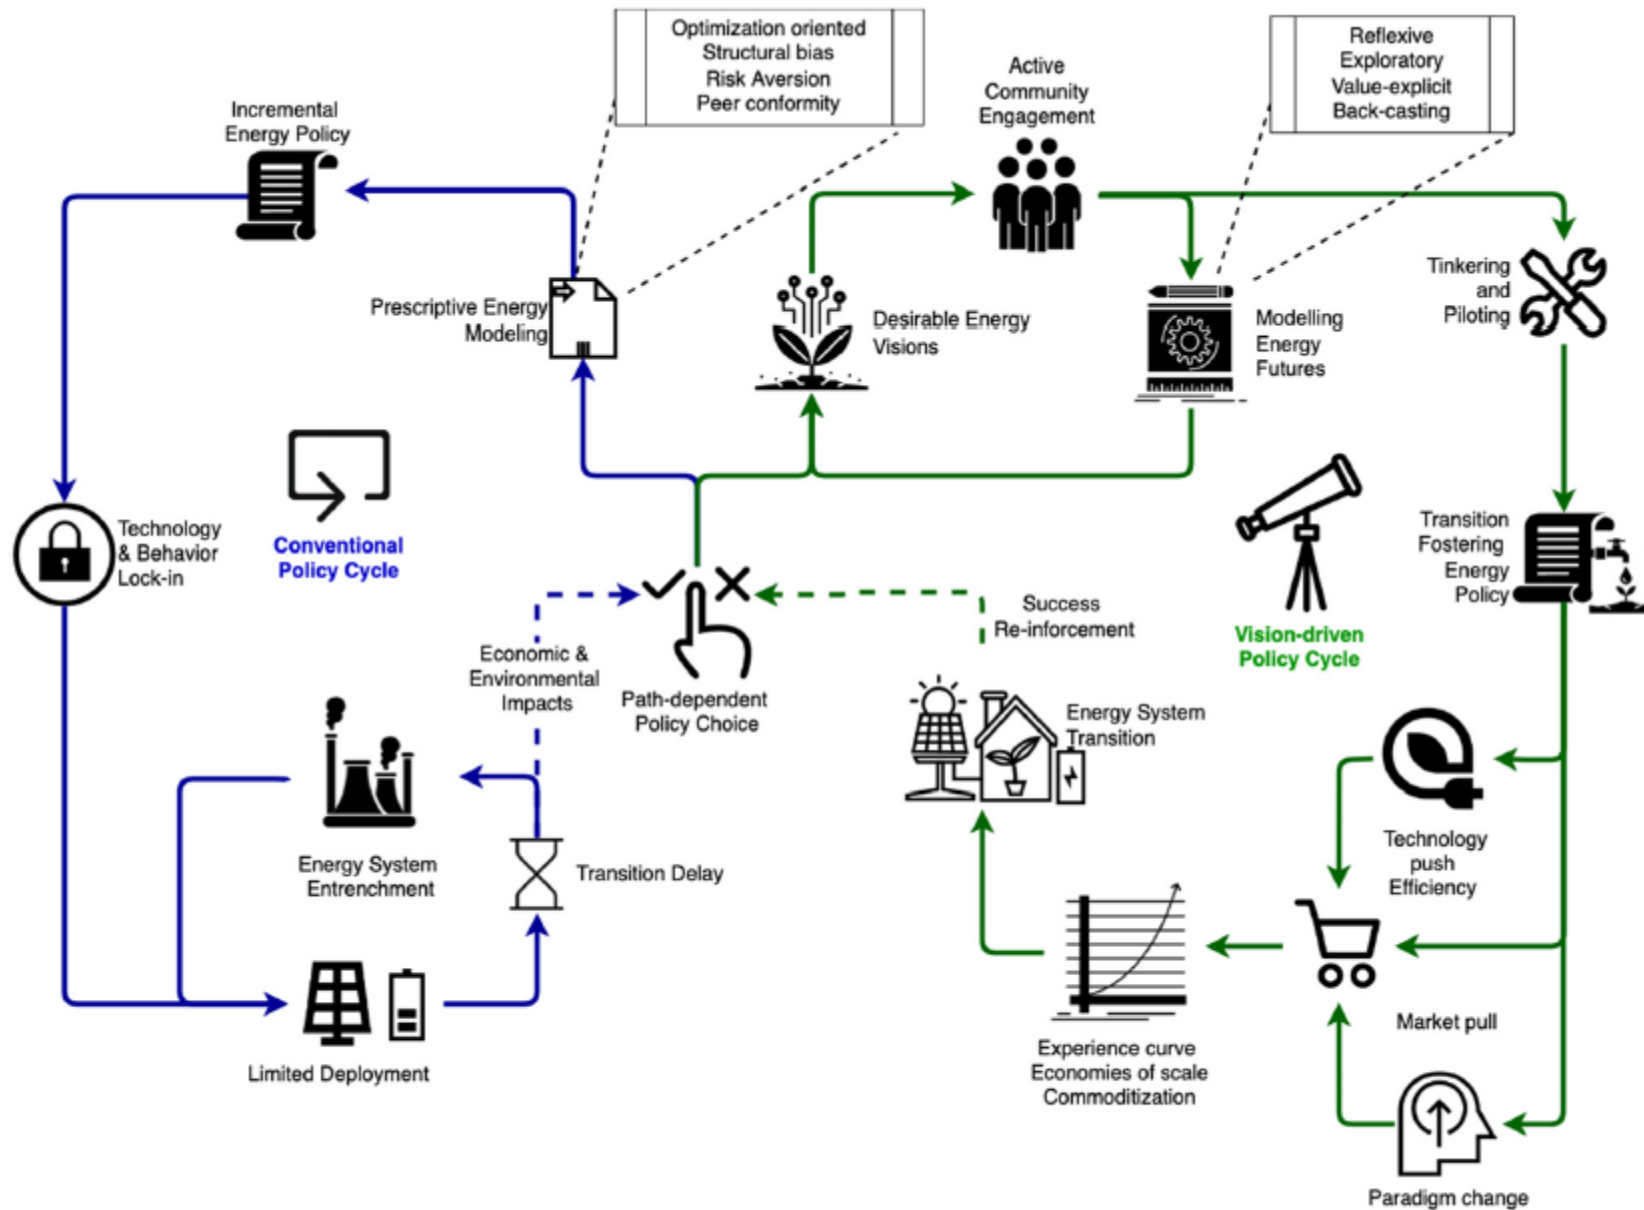 Optimization oriented
Structural bias
Risk Aversion
Peer conformity
Reflexive
Exploratory
Value-explicit
Back-casting
Incremental
Energy Policy
Active
Community
Engagement
Prescriptive Energy
Modeling
Desirable Energy
Visions
Modelling
Energy
Futures
Tinkering
and
Piloting
Technology
& Behavior
Lock-in
Conventional
Policy Cycle
Transition
Fostering
Energy
Policy
Success
Re-inforcement
Vision-driven
Policy Cycle
Economic &
Environmental
Impacts
Path-dependent
Policy Choice
Energy System
Transition
Energy System
Entrenchment
Transition Delay
Technology
push
Efficiency
Limited Deployment
Experience curve
Economies of scale
Commoditization
Market pull
Paradigm change